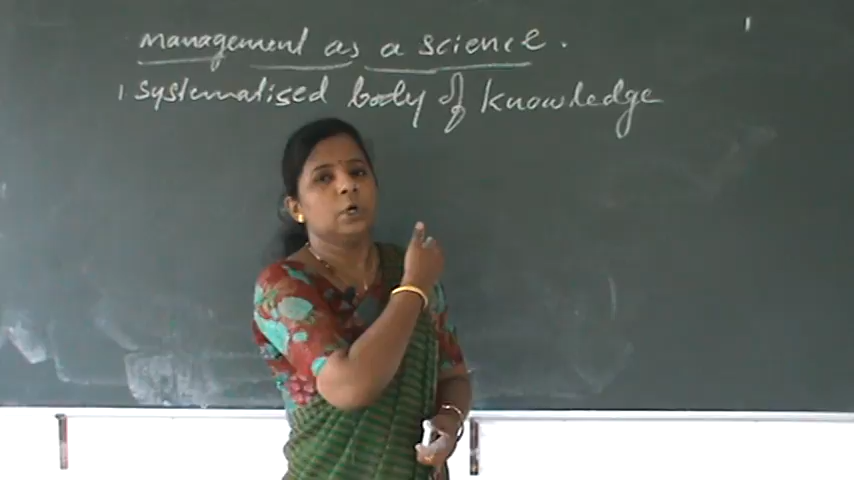 management as a science.
1 systematised body of knowledge